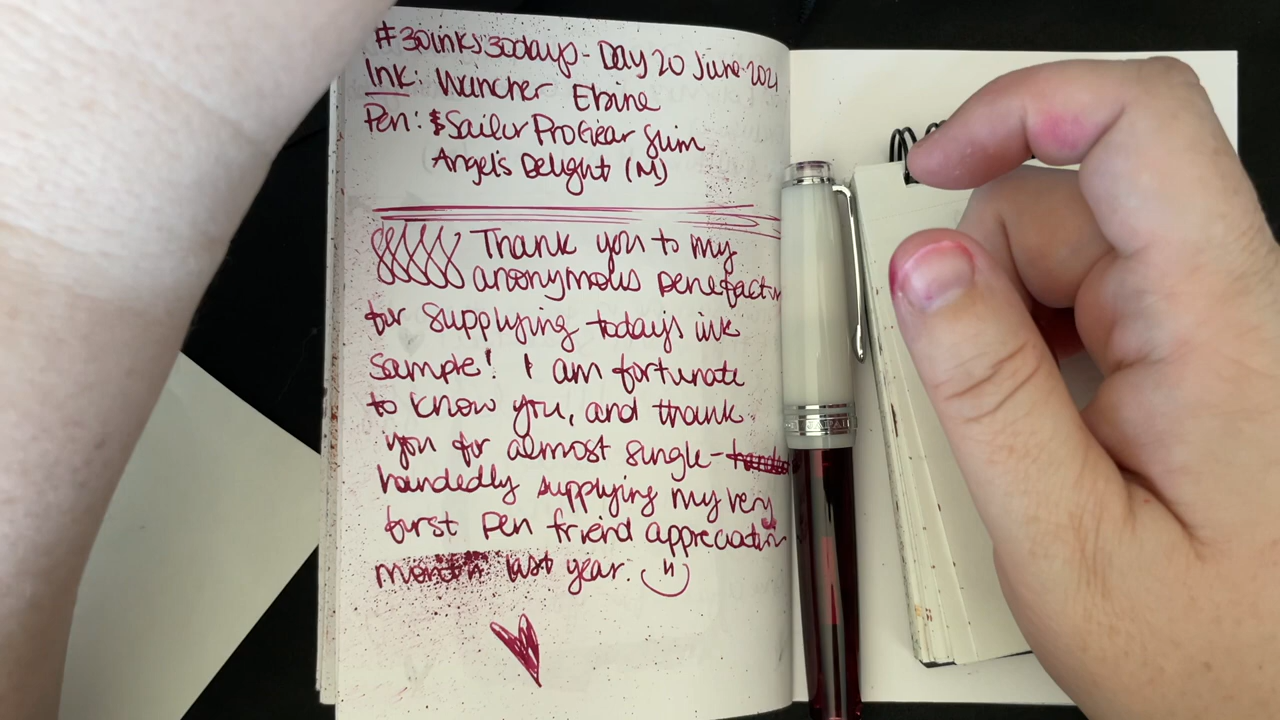 #30inks30days - Day 20 June 2021
Ink: Wancher Ebine
Pen: Sailor ProGear Slim
Angel's Delight (M)
Thank you to my
anonymous benefactor
for supplying today's ink
sample! I am fortunate
to know you, and thank
you for almost single-
handedly supplying my very
first pen friend appreciation
month last year.